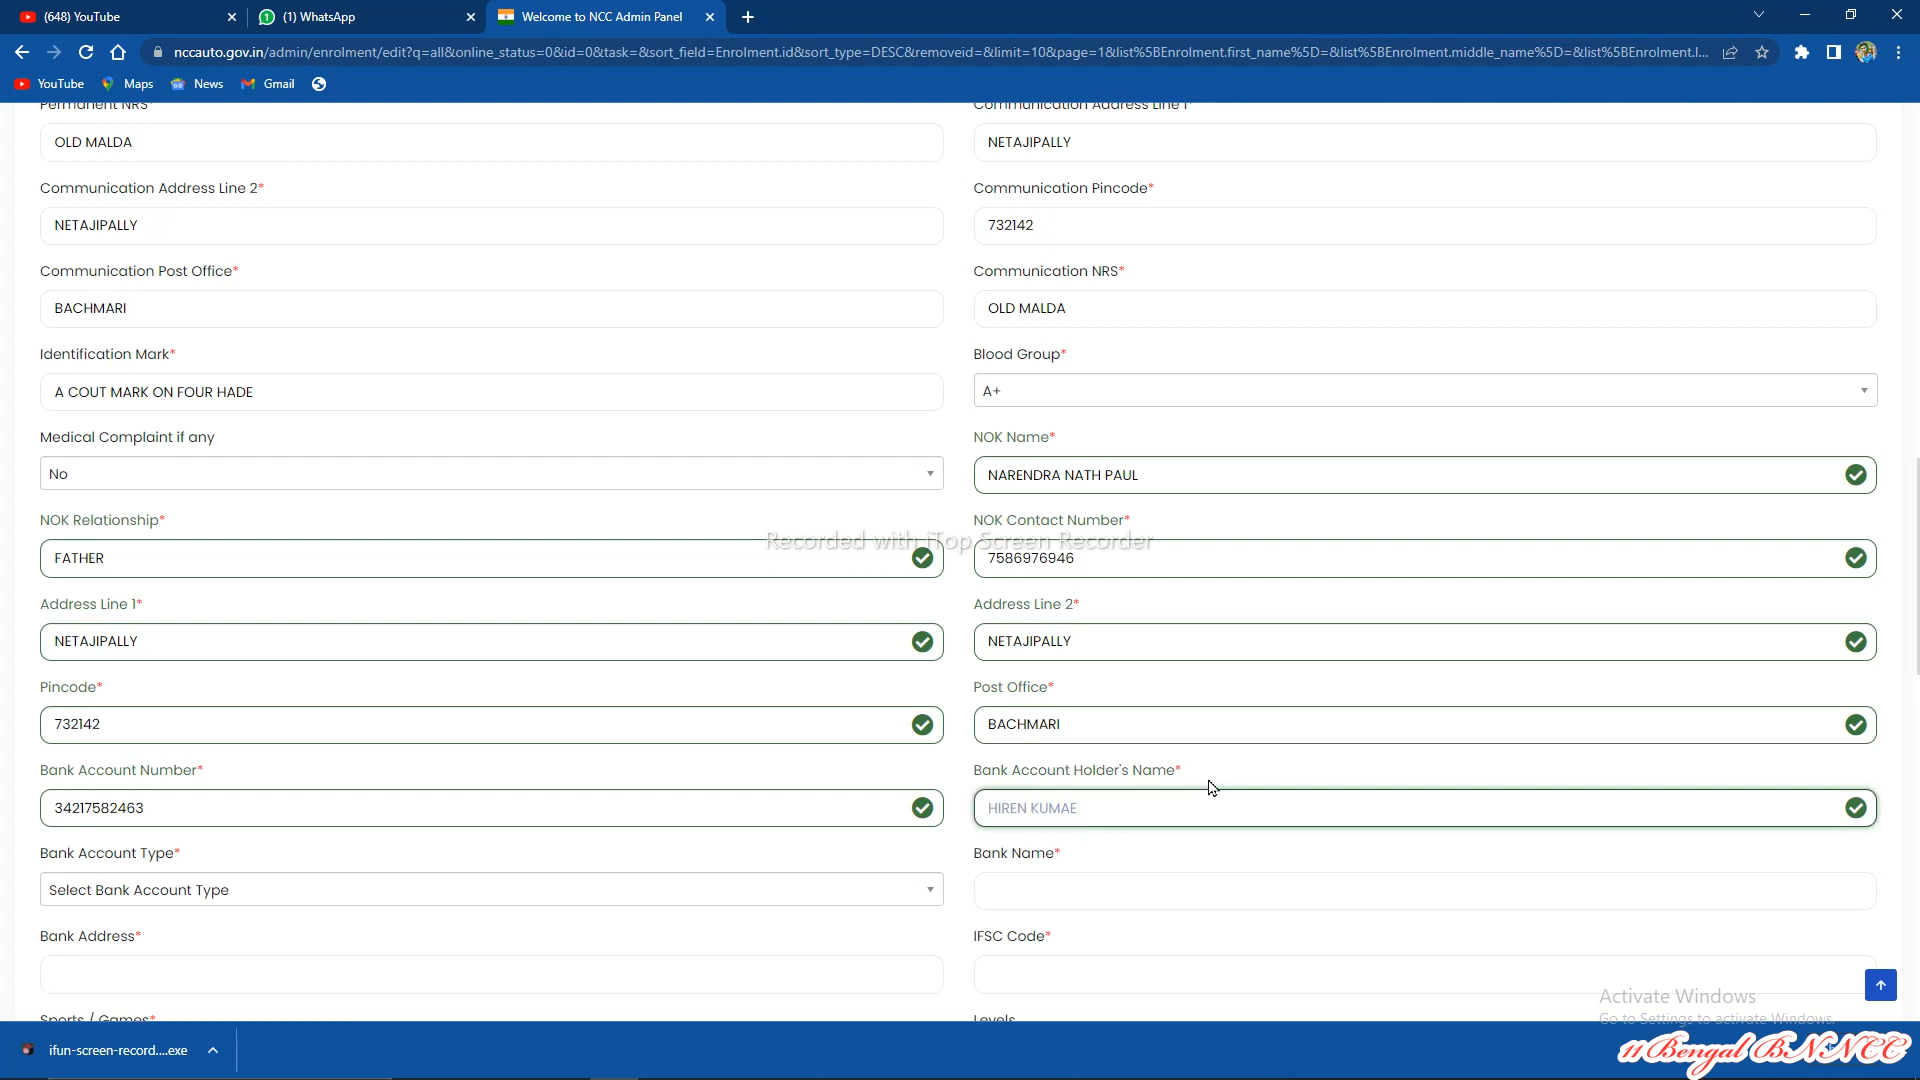 (648) YouTube
(1) WhatsApp
Welcome to NCC Admin Panel
nccauto.gov.in/admin/enrolment/edit?q=all&online_status=0&id=0&task=&sort_field=Enrolment.id&sort_type=DESC&removeid=&limit=10&page=1&list%5BEnrolment.first_name%5D=&list%5BEnrolment.middle_name%5D=&list%5BEnrolment.l...
YouTube Maps News Gmail
Permanent NRS* Communication Address Line 1*
OLD MALDA NETAJIPALLY
Communication Address Line 2* Communication Pincode*
NETAJIPALLY 732142
Communication Post Office* Communication NRS*
BACHMARI OLD MALDA
Identification Mark* Blood Group*
A COUT MARK ON FOUR HADE A+
Medical Complaint if any NOK Name*
No NARENDRA NATH PAUL
NOK Relationship* NOK Contact Number*
Recorded with iTop Screen Recorder
FATHER 7586976946
Address Line 1* Address Line 2*
NETAJIPALLY NETAJIPALLY
Pincode* Post Office*
732142 BACHMARI
Bank Account Number* Bank Account Holder's Name*
34217582463 HIREN KUMAE
Bank Account Type* Bank Name*
Select Bank Account Type
Bank Address* IFSC Code*
Activate Windows
Go to Settings to activate Windows.
Sports / Games* Levels
ifun-screen-record....exe
11 Bengal BN NCC